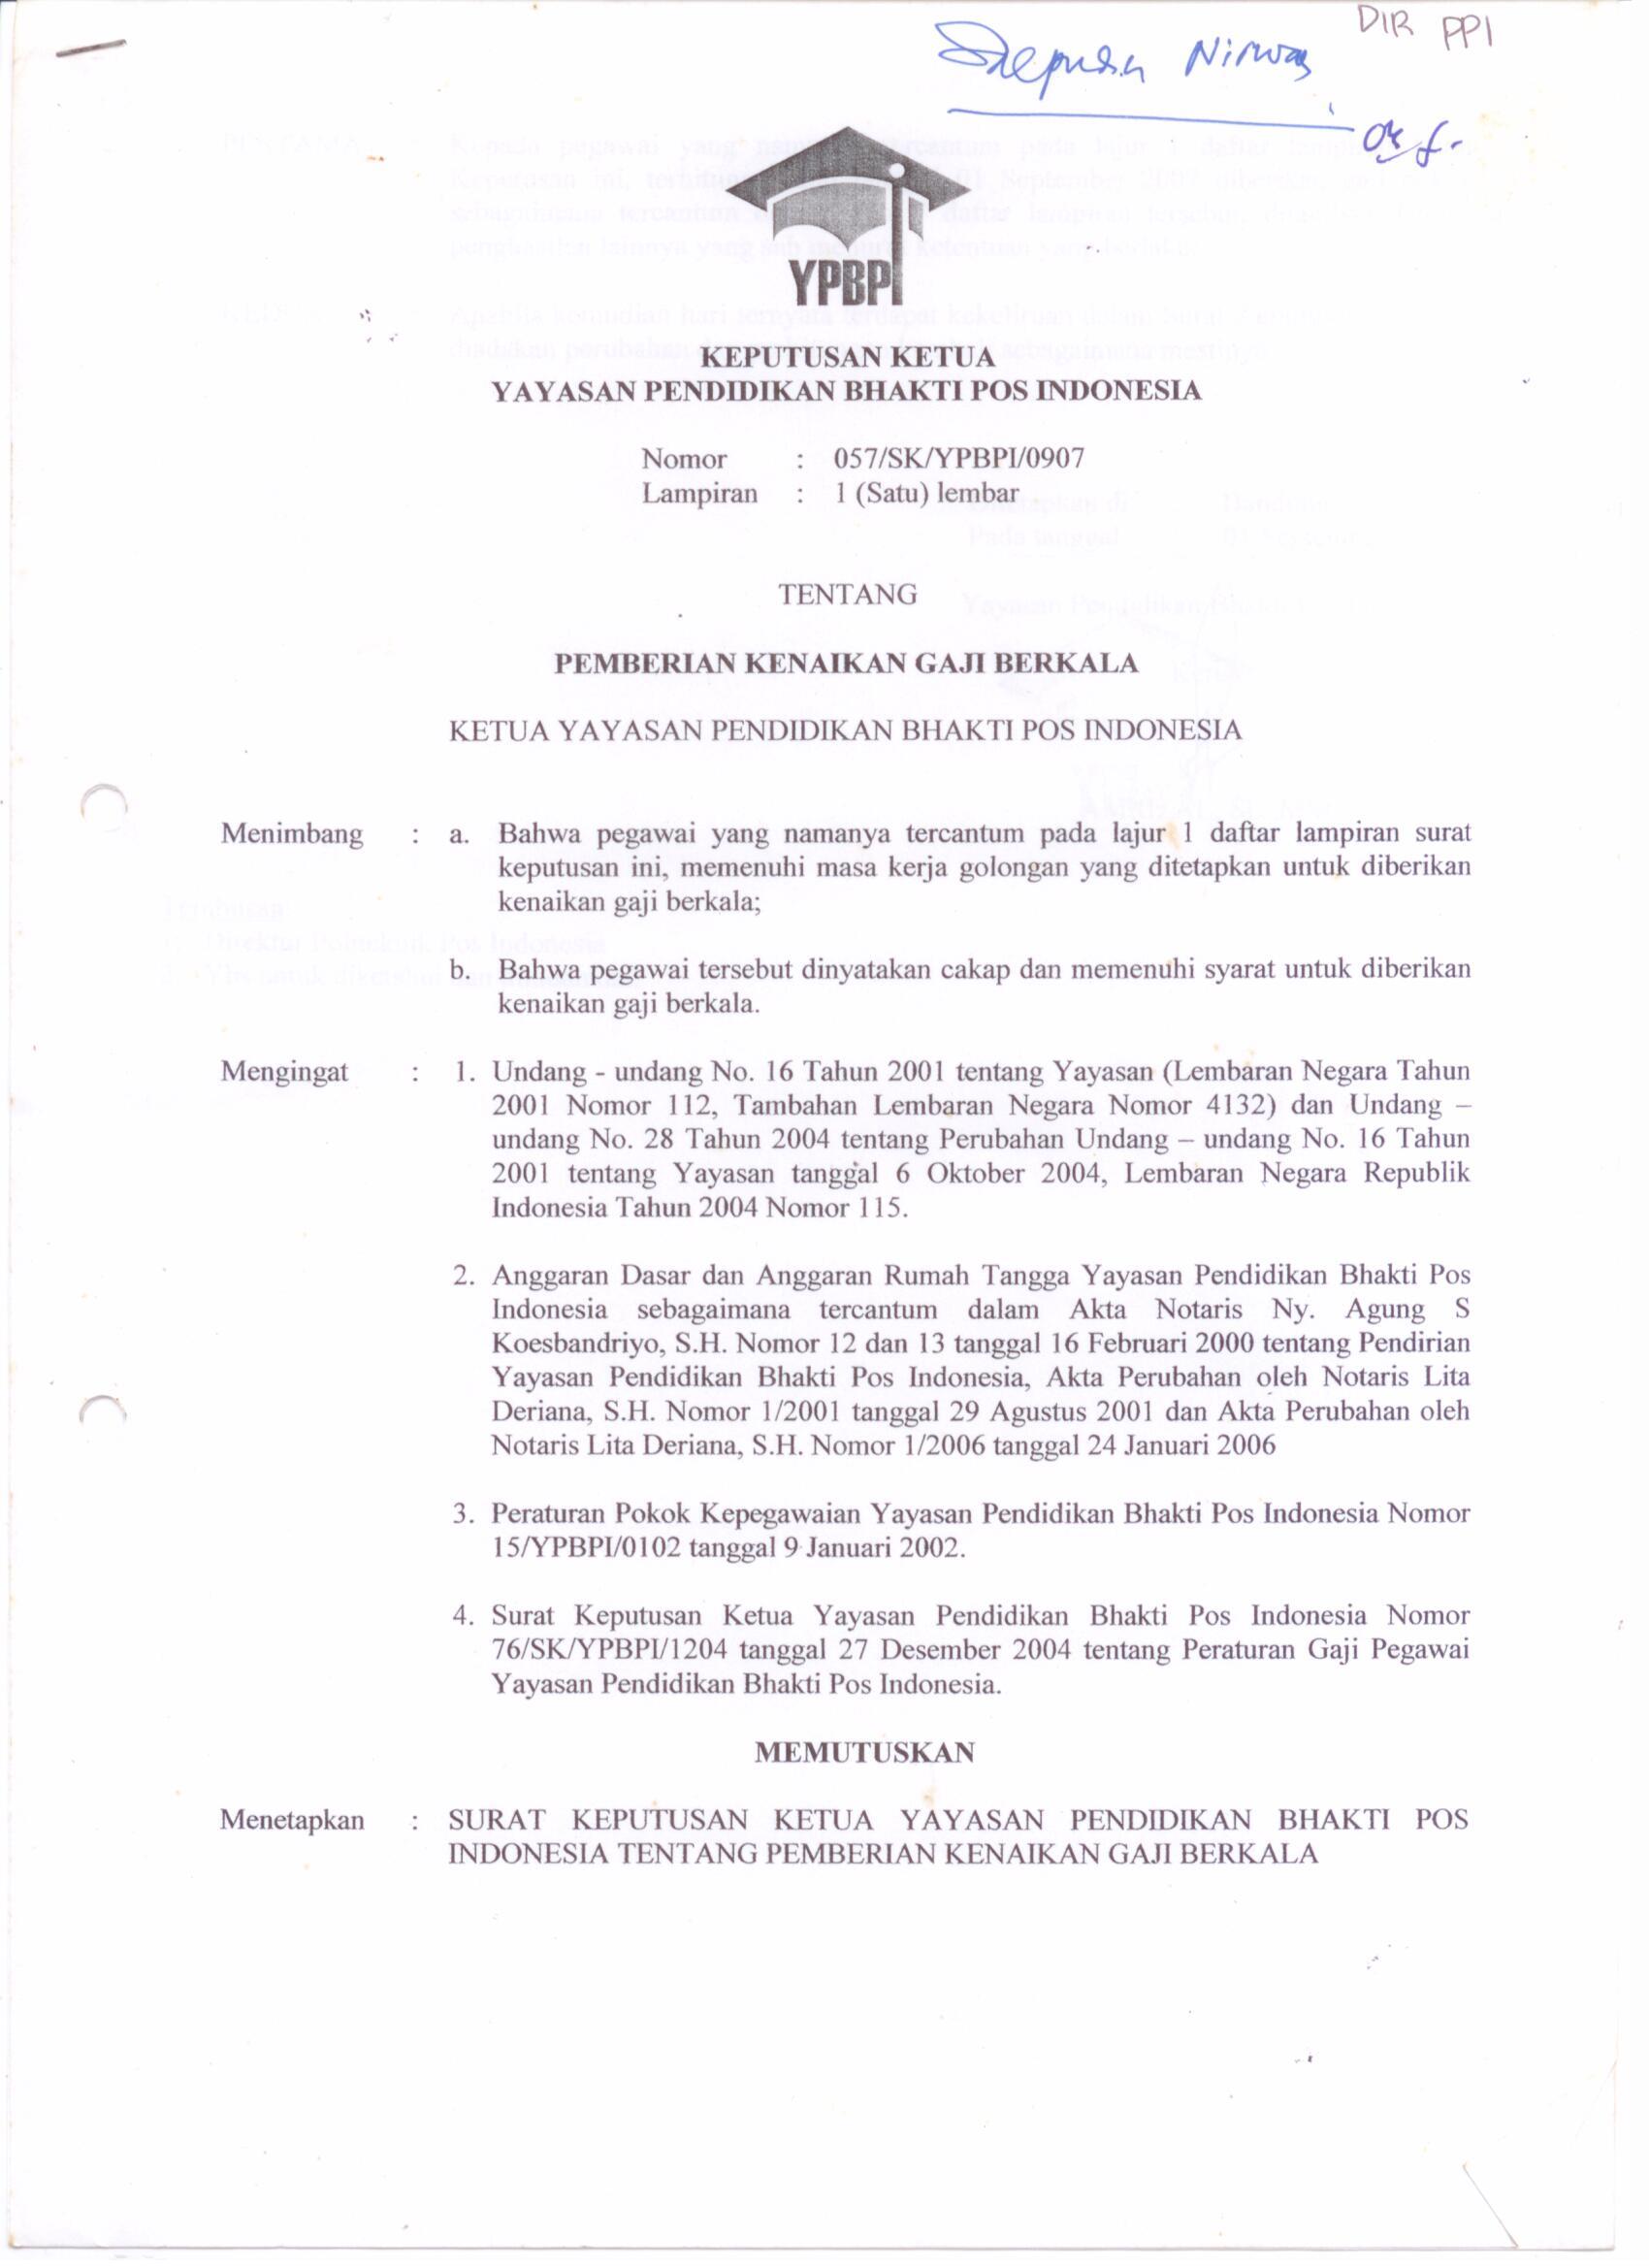 DIR PPI
YPBPI
KEPUTUSAN KETUA
YAYASAN PENDIDIKAN BHAKTI POS INDONESIA
Nomor : 057/SK/YPBPI/0907
Lampiran : 1 (Satu) lembar
TENTANG
PEMBERIAN KENAIKAN GAJI BERKALA
KETUA YAYASAN PENDIDIKAN BHAKTI POS INDONESIA
Menimbang : a. Bahwa pegawai yang namanya tercantum pada lajur 1 daftar lampiran surat
keputusan ini, memenuhi masa kerja golongan yang ditetapkan untuk diberikan
kenaikan gaji berkala;
b. Bahwa pegawai tersebut dinyatakan cakap dan memenuhi syarat untuk diberikan
kenaikan gaji berkala.
Mengingat : 1. Undang - undang No. 16 Tahun 2001 tentang Yayasan (Lembaran Negara Tahun
2001 Nomor 112, Tambahan Lembaran Negara Nomor 4132) dan Undang –
undang No. 28 Tahun 2004 tentang Perubahan Undang – undang No. 16 Tahun
2001 tentang Yayasan tanggal 6 Oktober 2004, Lembaran Negara Republik
Indonesia Tahun 2004 Nomor 115.
2. Anggaran Dasar dan Anggaran Rumah Tangga Yayasan Pendidikan Bhakti Pos
Indonesia sebagaimana tercantum dalam Akta Notaris Ny. Agung S
Koesbandriyo, S.H. Nomor 12 dan 13 tanggal 16 Februari 2000 tentang Pendirian
Yayasan Pendidikan Bhakti Pos Indonesia, Akta Perubahan oleh Notaris Lita
Deriana, S.H. Nomor 1/2001 tanggal 29 Agustus 2001 dan Akta Perubahan oleh
Notaris Lita Deriana, S.H. Nomor 1/2006 tanggal 24 Januari 2006
3. Peraturan Pokok Kepegawaian Yayasan Pendidikan Bhakti Pos Indonesia Nomor
15/YPBPI/0102 tanggal 9 Januari 2002.
4. Surat Keputusan Ketua Yayasan Pendidikan Bhakti Pos Indonesia Nomor
76/SK/YPBPI/1204 tanggal 27 Desember 2004 tentang Peraturan Gaji Pegawai
Yayasan Pendidikan Bhakti Pos Indonesia.
MEMUTUSKAN
Menetapkan : SURAT KEPUTUSAN KETUA YAYASAN PENDIDIKAN BHAKTI POS
INDONESIA TENTANG PEMBERIAN KENAIKAN GAJI BERKALA